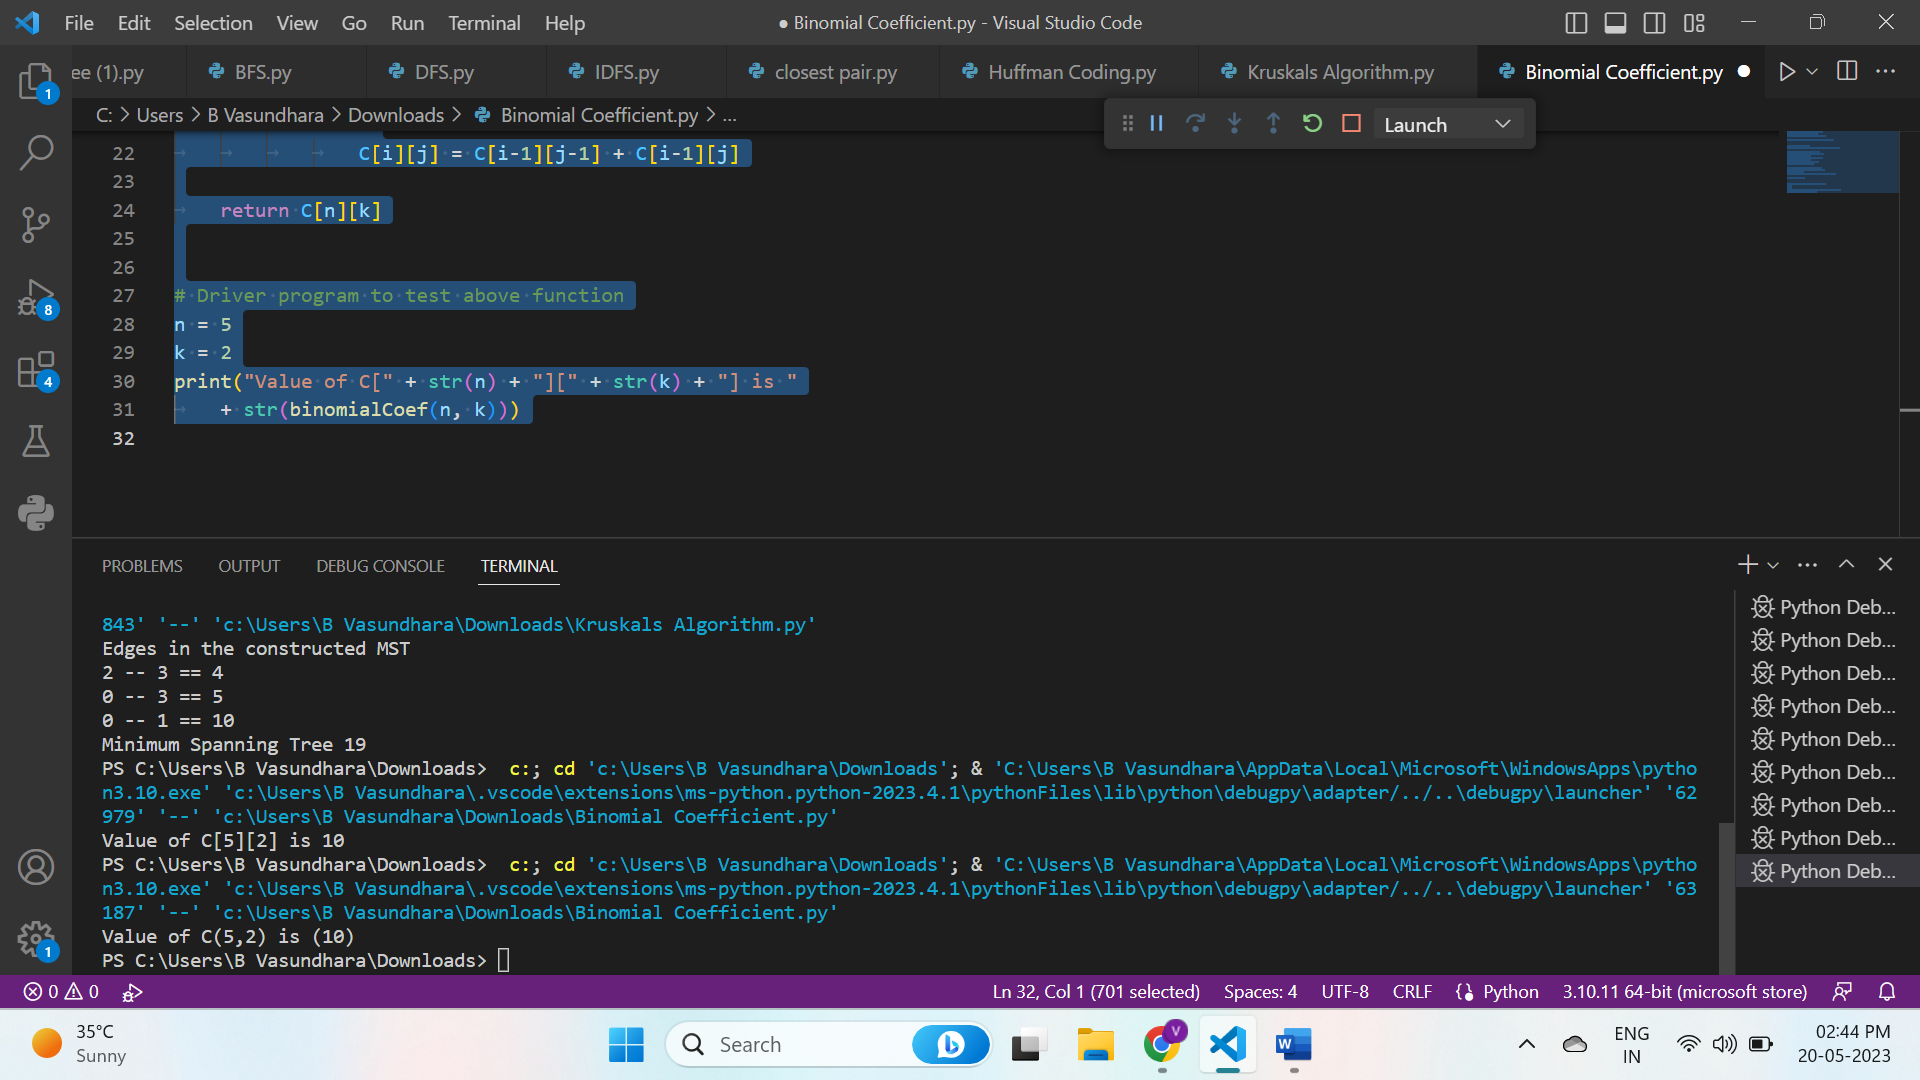 File Edit Selection View Go Run Terminal Help
● Binomial Coefficient.py - Visual Studio Code
ee (1).py BFS.py DFS.py IDFS.py closest pair.py Huffman Coding.py Kruskals Algorithm.py Binomial Coefficient.py
C: > Users > B Vasundhara > Downloads > Binomial Coefficient.py > ...
Launch
22 C[i][j] = C[i-1][j-1] + C[i-1][j]
23
24 return C[n][k]
25
26
27 # Driver program to test above function
28 n = 5
29 k = 2
30 print("Value of C[" + str(n) + "][" + str(k) + "] is "
31 + str(binomialCoef(n, k)))
32
1
8
4
1
PROBLEMS OUTPUT DEBUG CONSOLE TERMINAL
843' '--' 'c:\Users\B Vasundhara\Downloads\Kruskals Algorithm.py'
Edges in the constructed MST
2 -- 3 == 4
0 -- 3 == 5
0 -- 1 == 10
Minimum Spanning Tree 19
PS C:\Users\B Vasundhara\Downloads>  c:; cd 'c:\Users\B Vasundhara\Downloads'; & 'C:\Users\B Vasundhara\AppData\Local\Microsoft\WindowsApps\pytho
n3.10.exe' 'c:\Users\B Vasundhara\.vscode\extensions\ms-python.python-2023.4.1\pythonFiles\lib\python\debugpy\adapter/../..\debugpy\launcher' '62
979' '--' 'c:\Users\B Vasundhara\Downloads\Binomial Coefficient.py'
Value of C[5][2] is 10
PS C:\Users\B Vasundhara\Downloads>  c:; cd 'c:\Users\B Vasundhara\Downloads'; & 'C:\Users\B Vasundhara\AppData\Local\Microsoft\WindowsApps\pytho
n3.10.exe' 'c:\Users\B Vasundhara\.vscode\extensions\ms-python.python-2023.4.1\pythonFiles\lib\python\debugpy\adapter/../..\debugpy\launcher' '63
187' '--' 'c:\Users\B Vasundhara\Downloads\Binomial Coefficient.py'
Value of C(5,2) is (10)
PS C:\Users\B Vasundhara\Downloads>
Python Deb...
Python Deb...
Python Deb...
Python Deb...
Python Deb...
Python Deb...
Python Deb...
Python Deb...
Python Deb...
0 0 Ln 32, Col 1 (701 selected) Spaces: 4 UTF-8 CRLF Python 3.10.11 64-bit (microsoft store)
35°C
Sunny
Search
V
W
ENG
IN
02:44 PM
20-05-2023